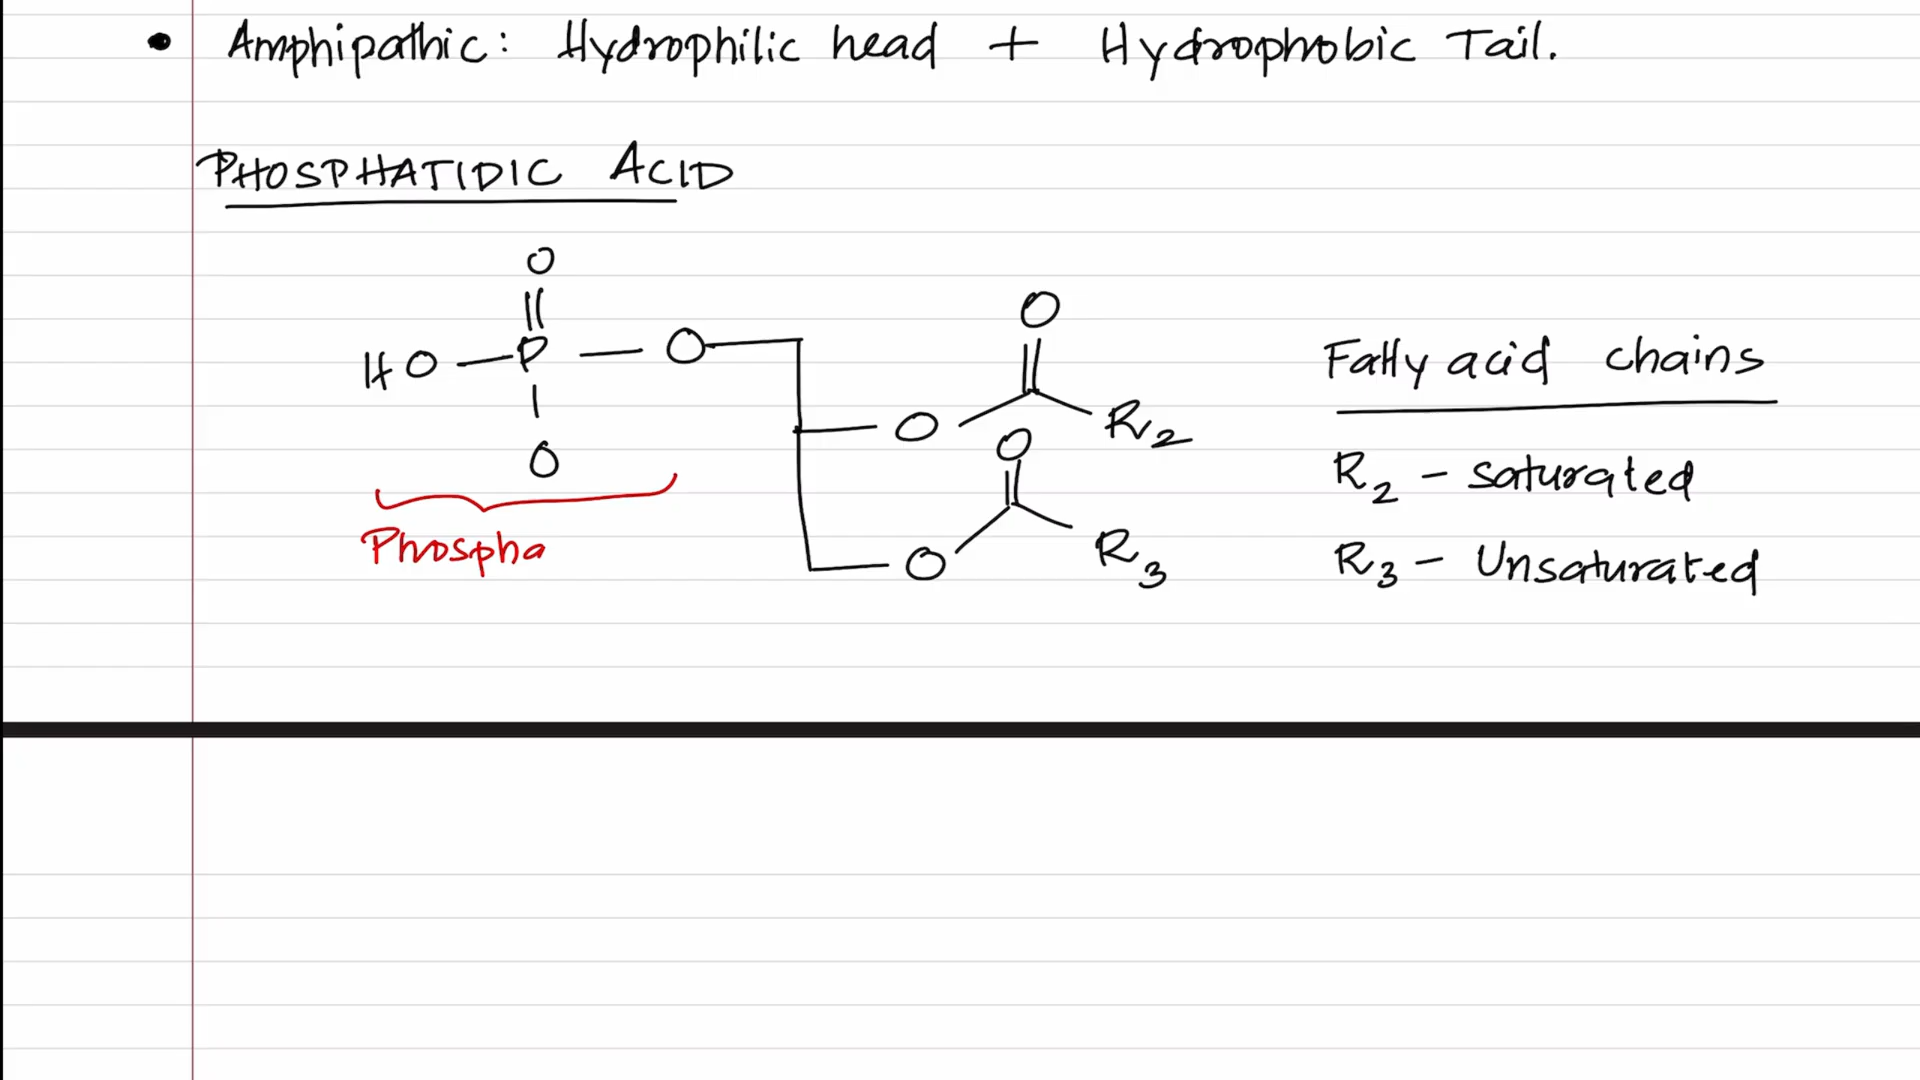 • Amphipathic: Hydrophilic head + Hydrophobic Tail.
PHOSPHATIDIC ACID
O
HO — P — O
O
O
O
R2
O
O
R3
Phospha
Fatty acid chains
R2 - saturated
R3 - Unsaturated